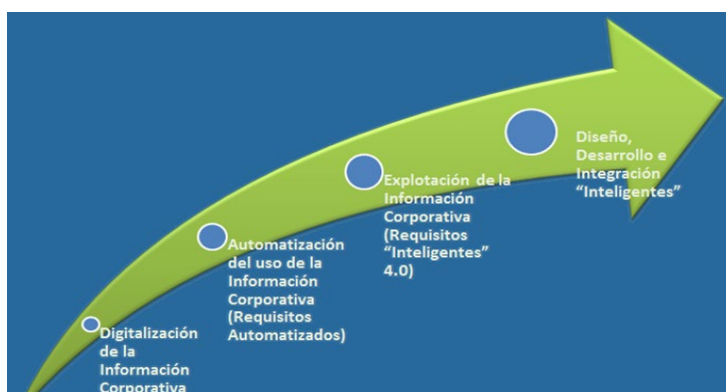 Digitalización
de la
Información
Corporativa
Automatización
del uso de la
Información
Corporativa
(Requisitos
Automatizados)
Explotación de la
Información
Corporativa
(Requisitos
“Inteligentes”
4.0)
Diseño,
Desarrollo e
Integración
“Inteligentes”